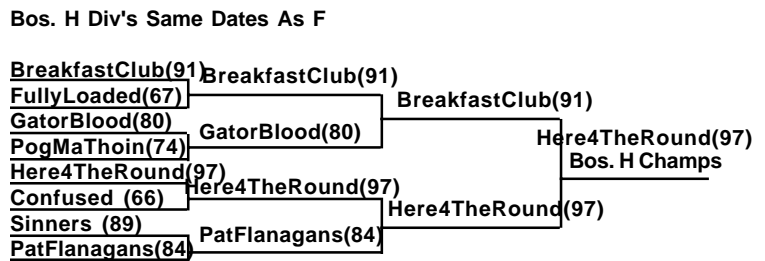 Bos. H Div's Same Dates As F
BreakfastClub(91)
FullyLoaded(67)
GatorBlood(80)
PogMaThoin(74)
Here4TheRound(97)
Confused (66)
Sinners (89)
PatFlanagans(84)
BreakfastClub(91)
GatorBlood(80)
Here4TheRound(97)
PatFlanagans(84)
BreakfastClub(91)
Here4TheRound(97)
Here4TheRound(97)
Bos. H Champs